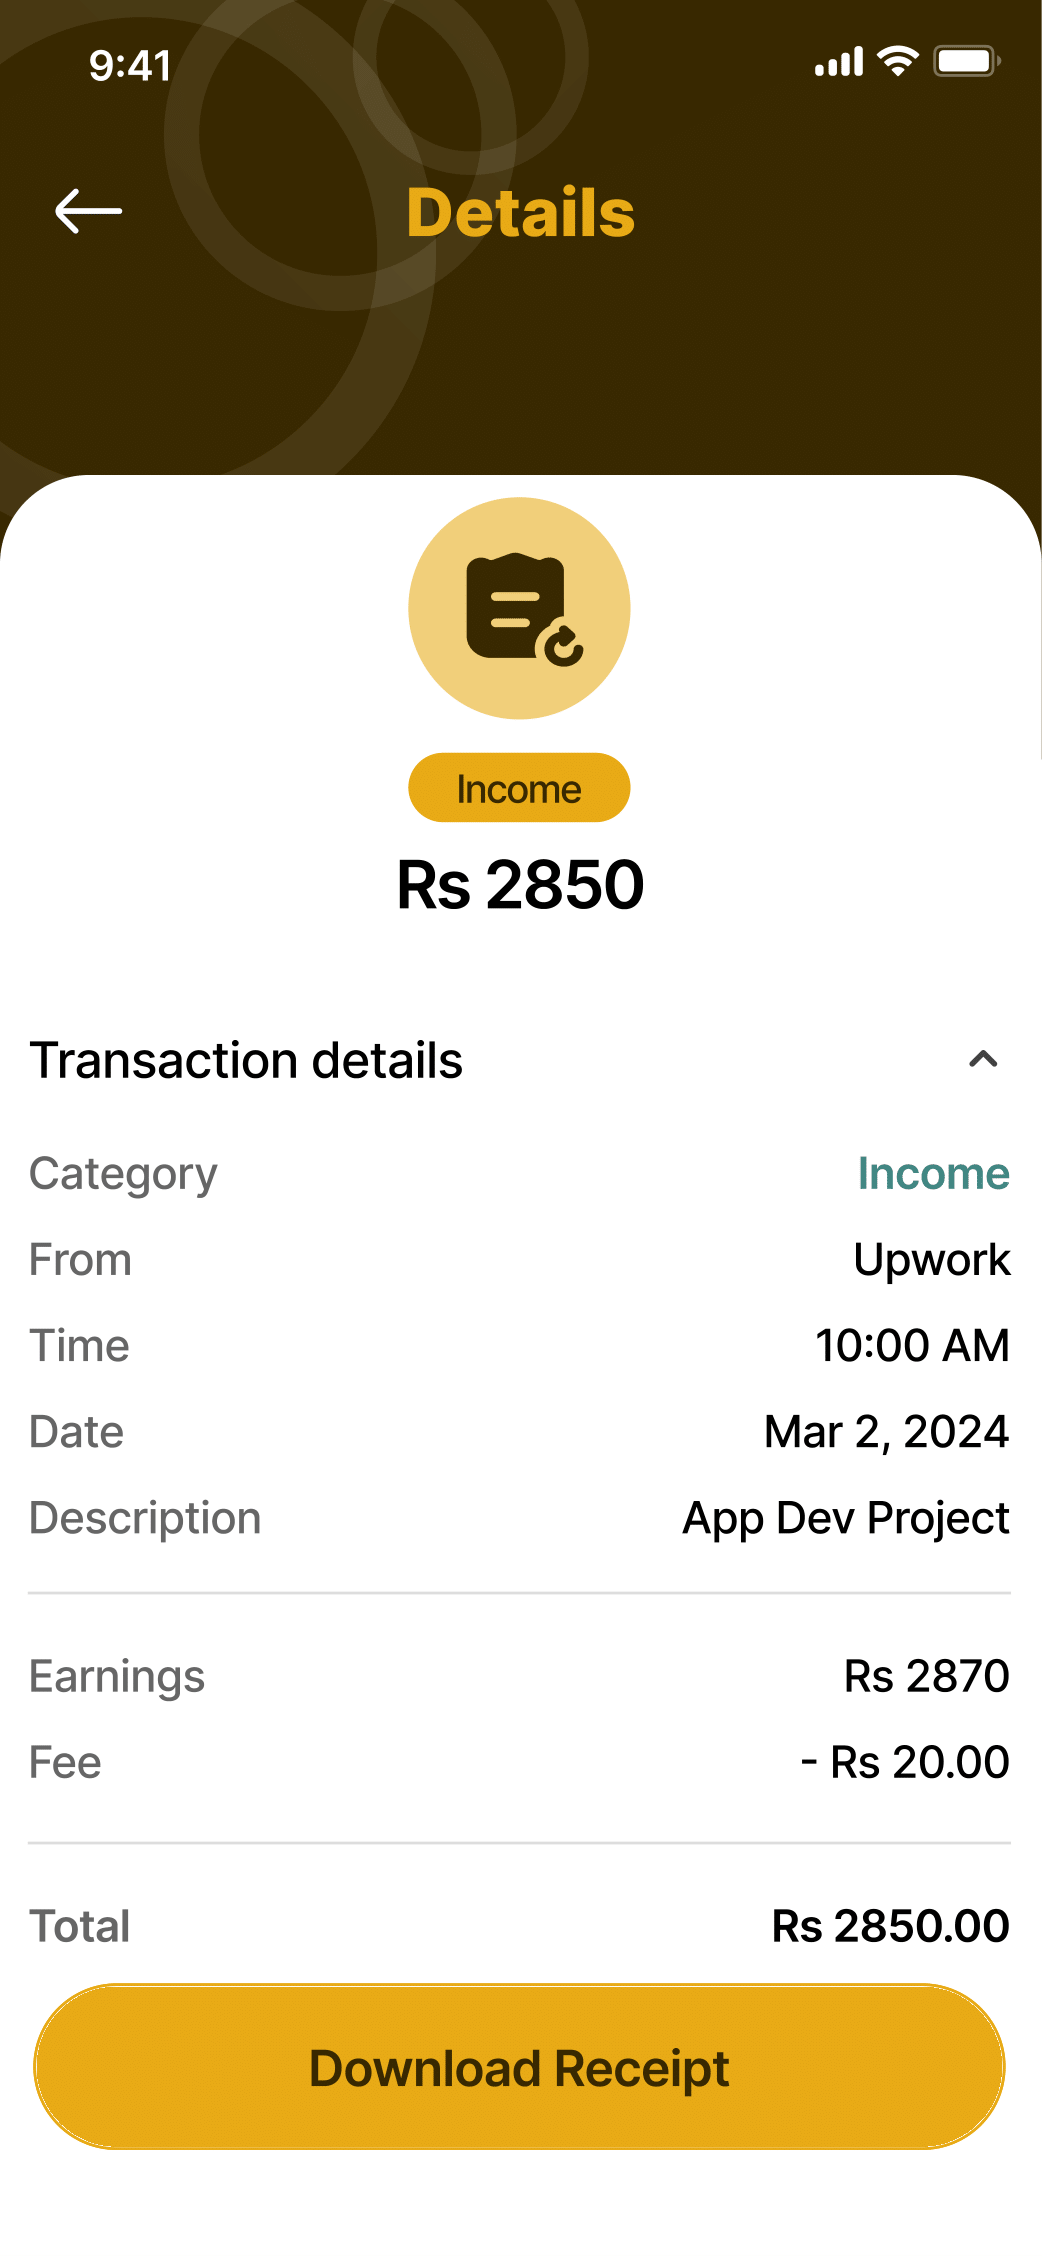 9:41
Details
Income
Rs 2850
Transaction details
Category Income
From Upwork
Time 10:00 AM
Date Mar 2, 2024
Description App Dev Project
Earnings Rs 2870
Fee - Rs 20.00
Total Rs 2850.00
Download Receipt